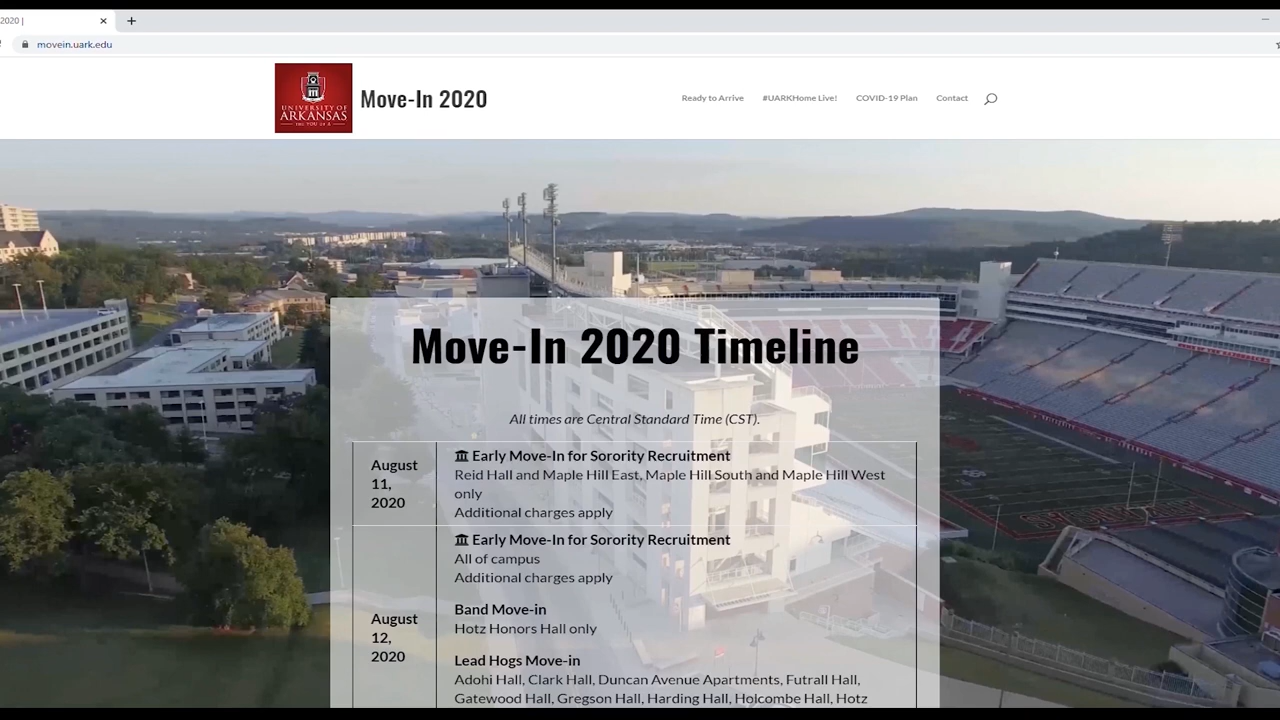 2020 |
movein.uark.edu
UNIVERSITY OF
ARKANSAS
Move-In 2020
Ready to Arrive
#UARKHome Live!
COVID-19 Plan
Contact
Move-In 2020 Timeline
All times are Central Standard Time (CST).
August
11,
2020
Early Move-In for Sorority Recruitment
Reid Hall and Maple Hill East, Maple Hill South and Maple Hill West
only
Additional charges apply
August
12,
2020
Early Move-In for Sorority Recruitment
All of campus
Additional charges apply
Band Move-in
Hotz Honors Hall only
Lead Hogs Move-in
Adohi Hall, Clark Hall, Duncan Avenue Apartments, Futrall Hall,
Gatewood Hall, Gregson Hall, Harding Hall, Holcombe Hall, Hotz